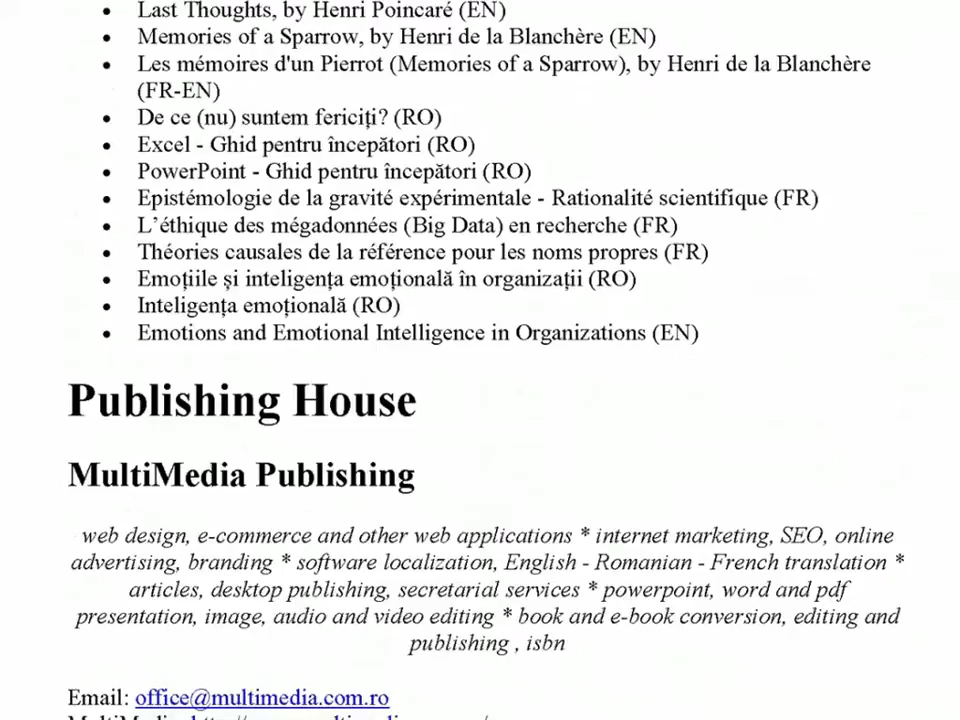 • Last Thoughts, by Henri Poincaré (EN)
• Memories of a Sparrow, by Henri de la Blanchère (EN)
• Les mémoires d'un Pierrot (Memories of a Sparrow), by Henri de la Blanchère
(FR-EN)
• De ce (nu) suntem fericiți? (RO)
• Excel - Ghid pentru începători (RO)
• PowerPoint - Ghid pentru începători (RO)
• Epistémologie de la gravité expérimentale - Rationalité scientifique (FR)
• L’éthique des mégadonnées (Big Data) en recherche (FR)
• Théories causales de la référence pour les noms propres (FR)
• Emoțiile și inteligența emoțională în organizații (RO)
• Inteligența emoțională (RO)
• Emotions and Emotional Intelligence in Organizations (EN)
Publishing House
MultiMedia Publishing
web design, e-commerce and other web applications * internet marketing, SEO, online
advertising, branding * software localization, English - Romanian - French translation *
articles, desktop publishing, secretarial services * powerpoint, word and pdf
presentation, image, audio and video editing * book and e-book conversion, editing and
publishing , isbn
Email: office@multimedia.com.ro